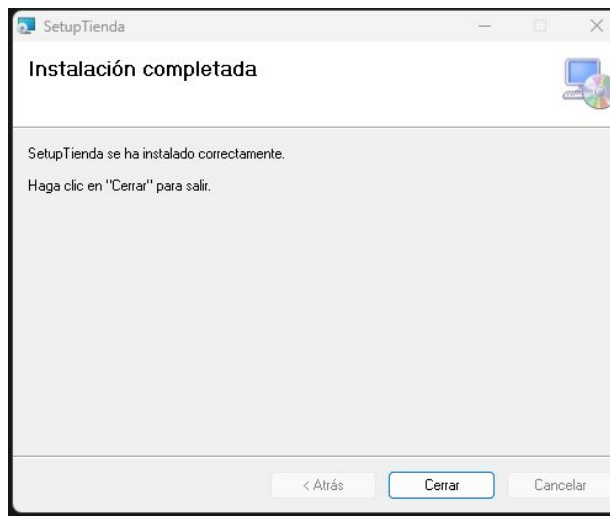 SetupTienda
Instalación completada
SetupTienda se ha instalado correctamente.
Haga clic en "Cerrar" para salir.
< Atrás
Cerrar
Cancelar